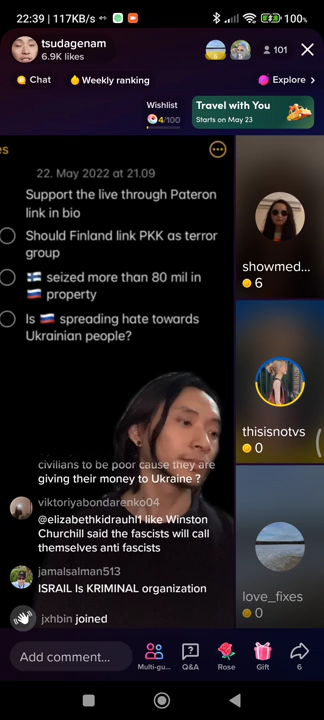 22:39 | 117KB/s
100%
tsudagenam
6.9K likes
101
Chat
Weekly ranking
Explore >
Wishlist
4/100
Travel with You
Starts on May 23
es
22. May 2022 at 21.09
Support the live through Pateron
link in bio
Should Finland link PKK as terror
group
🇫🇮 seized more than 80 mil in
🇷🇺 property
Is 🇷🇺 spreading hate towards
Ukrainian people?
showmed...
6
thisisnotvs
0
love_fixes
0
civilians to be poor cause they are
giving their money to Ukraine ?
viktoriyabondarenko04
@elizabethkidrauhl1 like Winston
Churchill said the fascists will call
themselves anti fascists
jamalsalman513
ISRAIL Is KRIMINAL organization
jxhbin joined
Add comment...
Multi-gu...
Q&A
Rose
Gift
6